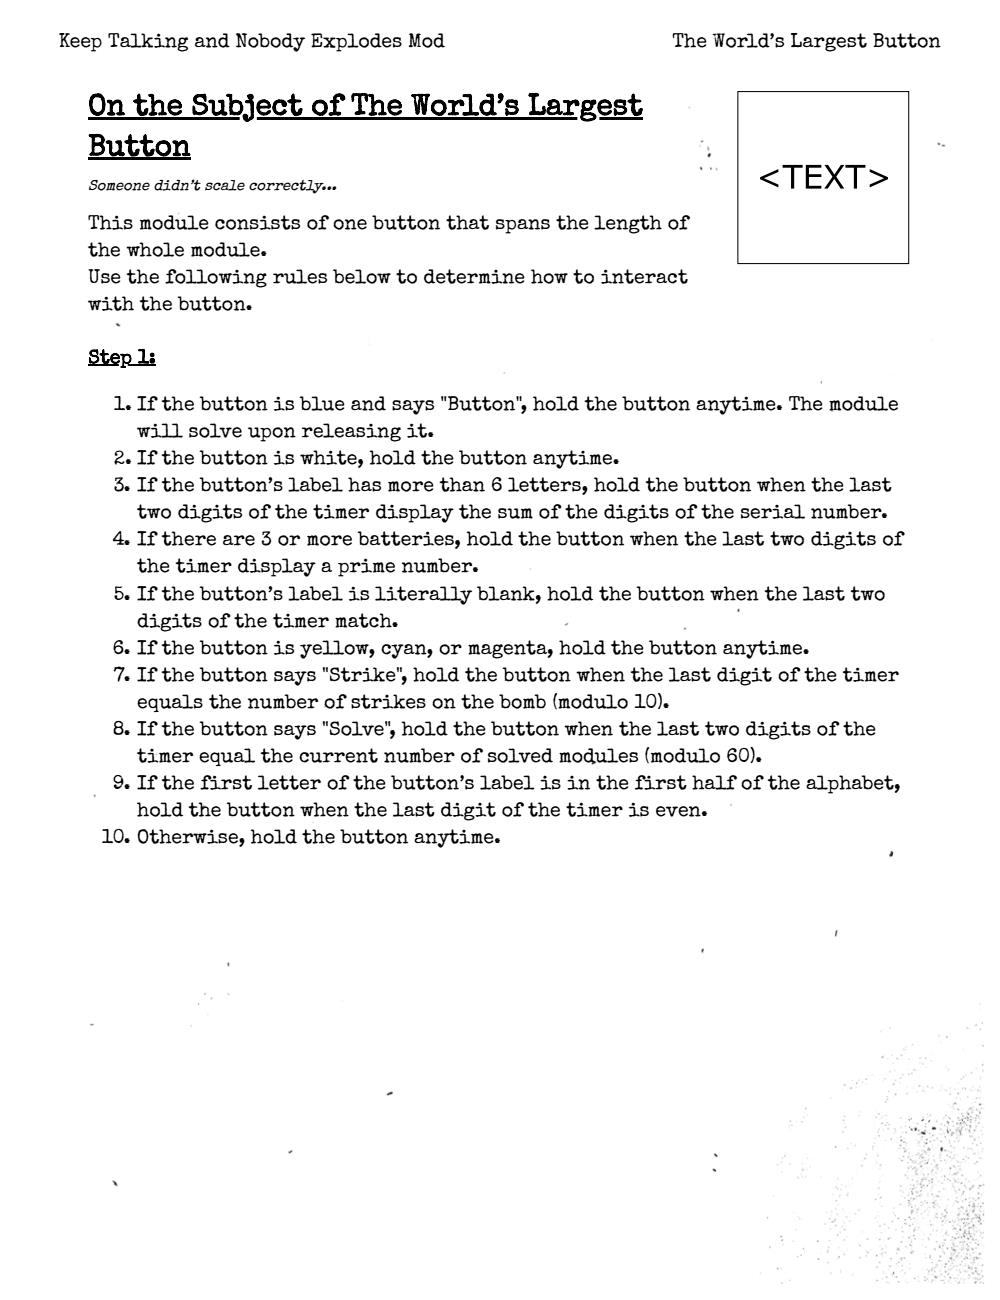 Keep Talking and Nobody Explodes Mod
The World's Largest Button
On the Subject of The World's Largest
Button
<TEXT>
Someone didn't scale correctly...
This module consists of one button that spans the length of
the whole module.
Use the following rules below to determine how to interact
with the button.
Step 1:
1. If the button is blue and says "Button", hold the button anytime. The module
will solve upon releasing it.
2. If the button is white, hold the button anytime.
3. If the button's label has more than 6 letters, hold the button when the last
two digits of the timer display the sum of the digits of the serial number.
4. If there are 3 or more batteries, hold the button when the last two digits of
the timer display a prime number.
5. If the button's label is literally blank, hold the button when the last two
digits of the timer match.
6. If the button is yellow, cyan, or magenta, hold the button anytime.
7. If the button says "Strike", hold the button when the last digit of the timer
equals the number of strikes on the bomb (modulo 10).
8. If the button says "Solve", hold the button when the last two digits of the
timer equal the current number of solved modules (modulo 60).
9. If the first letter of the button's label is in the first half of the alphabet,
hold the button when the last digit of the timer is even.
10. Otherwise, hold the button anytime.